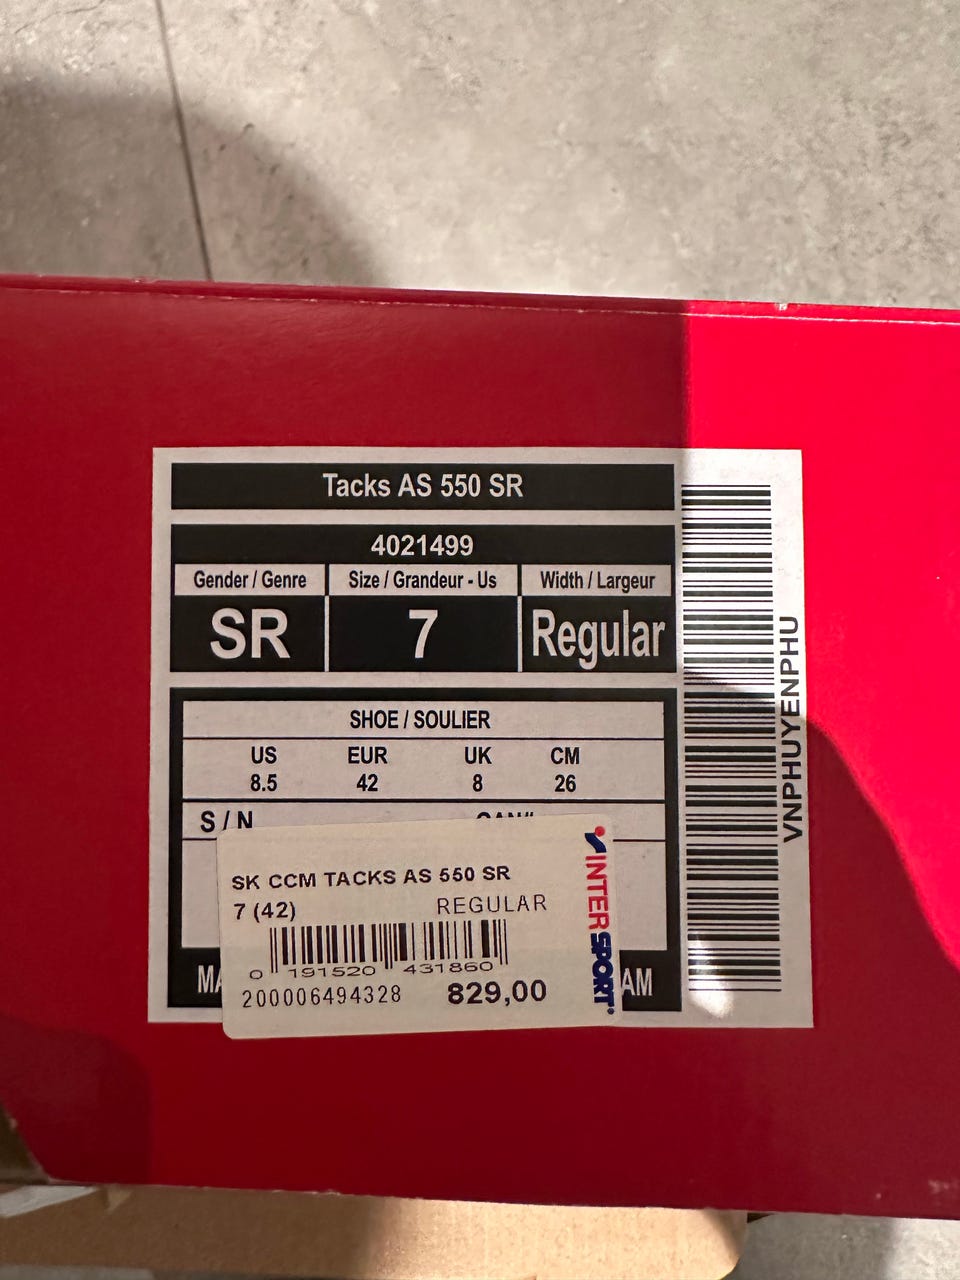 Tacks AS 550 SR
4021499
Gender / Genre Size / Grandeur - Us Width / Largeur
SR 7 Regular
SHOE / SOULIER
US EUR UK CM
8.5 42 8 26
S / N
SK CCM TACKS AS 550 SR
7 (42) REGULAR
0 191520 431860
200006494328 829,00
INTERSPORT
VNPHUYENPHU